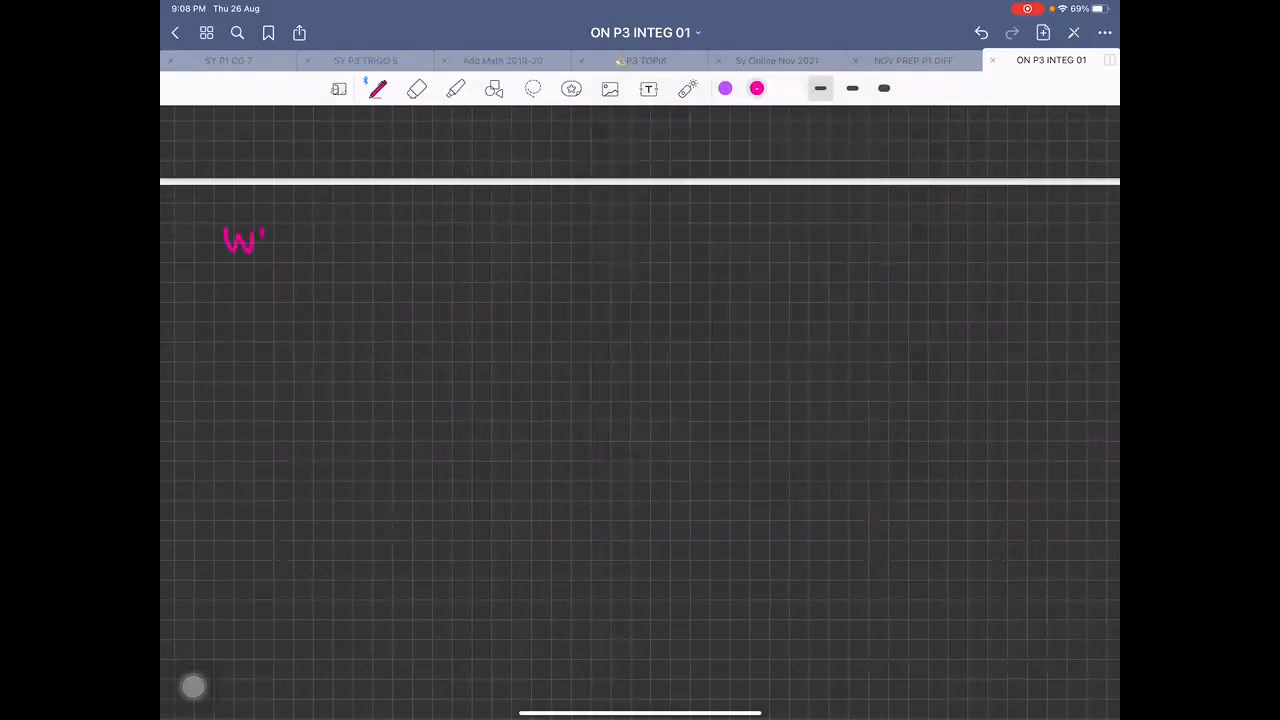 9:08 PM Thu 26 Aug 69%
ON P3 INTEG 01
SY P1 CG 7 SY P3 TRIGO 5 Add Math 2019-20 P3 TOPIK Sy Online Nov 2021 NOV PREP P1 DIFF ON P3 INTEG 01
T
W'